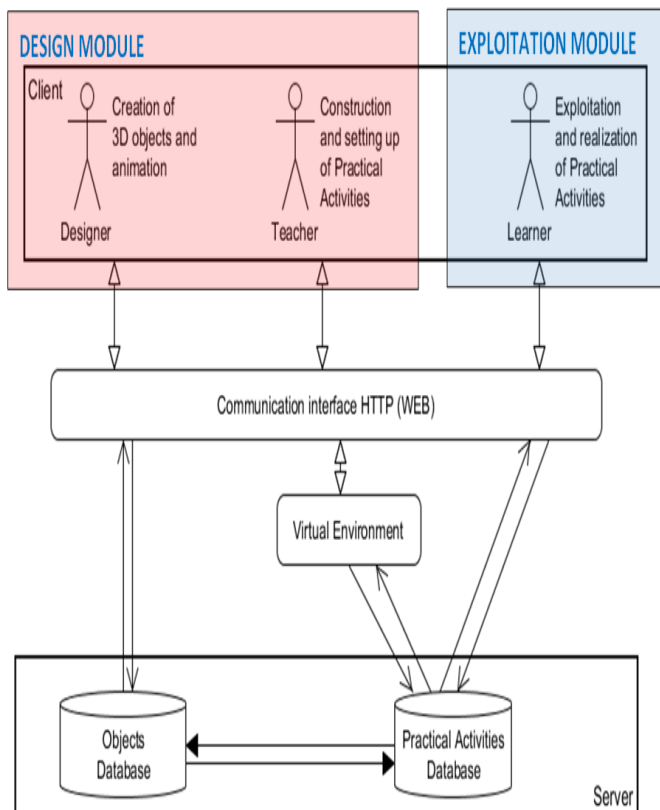 DESIGN MODULE
EXPLOITATION MODULE
Client
Creation of
3D objects and
animation
Designer
Construction
and setting up
of Practical
Activities
Teacher
Exploitation
and realization
of Practical
Activities
Learner
Communication interface HTTP (WEB)
Virtual Environment
Objects
Database
Practical Activities
Database
Server